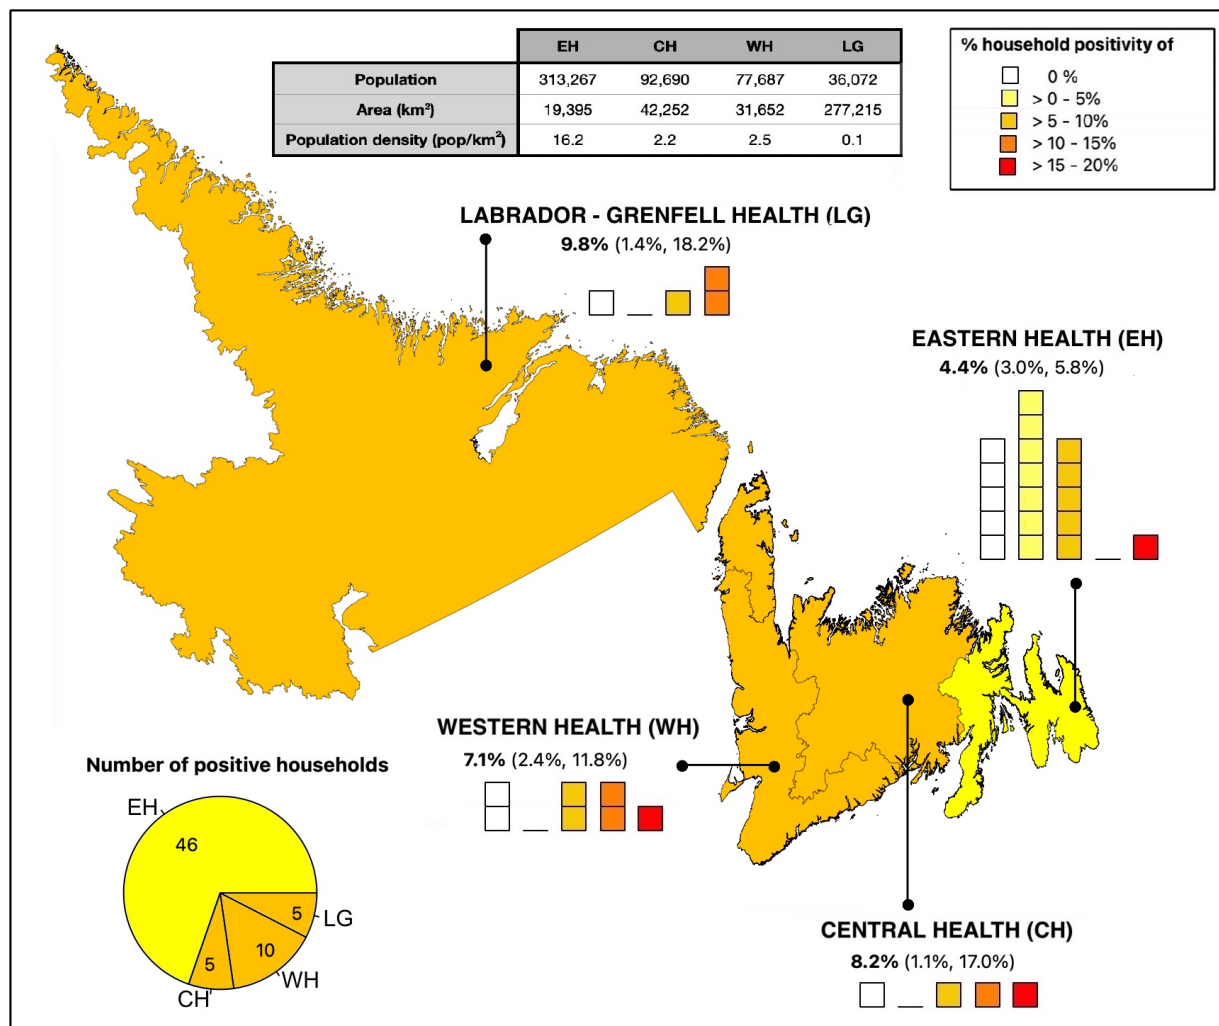 EH CH WH LG
Population 313,267 92,690 77,687 36,072
Area (km²) 19,395 42,252 31,652 277,215
Population density (pop/km²) 16.2 2.2 2.5 0.1
% household positivity of
0 %
> 0 - 5%
> 5 - 10%
> 10 - 15%
> 15 - 20%
LABRADOR - GRENFELL HEALTH (LG)
9.8% (1.4%, 18.2%)
EASTERN HEALTH (EH)
4.4% (3.0%, 5.8%)
WESTERN HEALTH (WH)
7.1% (2.4%, 11.8%)
Number of positive households
EH
46
5
LG
10
WH
5
CH
CENTRAL HEALTH (CH)
8.2% (1.1%, 17.0%)